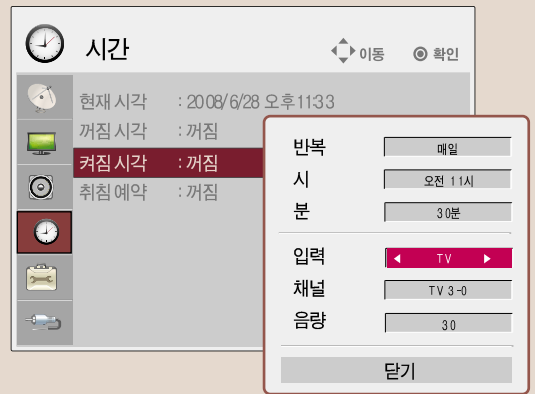 시간
이동 확인
현재 시각 : 2008/6/28 오후11:33
꺼짐 시각 : 꺼짐
켜짐 시각 : 꺼짐
취침 예약 : 꺼짐
반복 매일
시 오전 11시
분 30분
입력 TV
채널 TV 3-0
음량 30
닫기